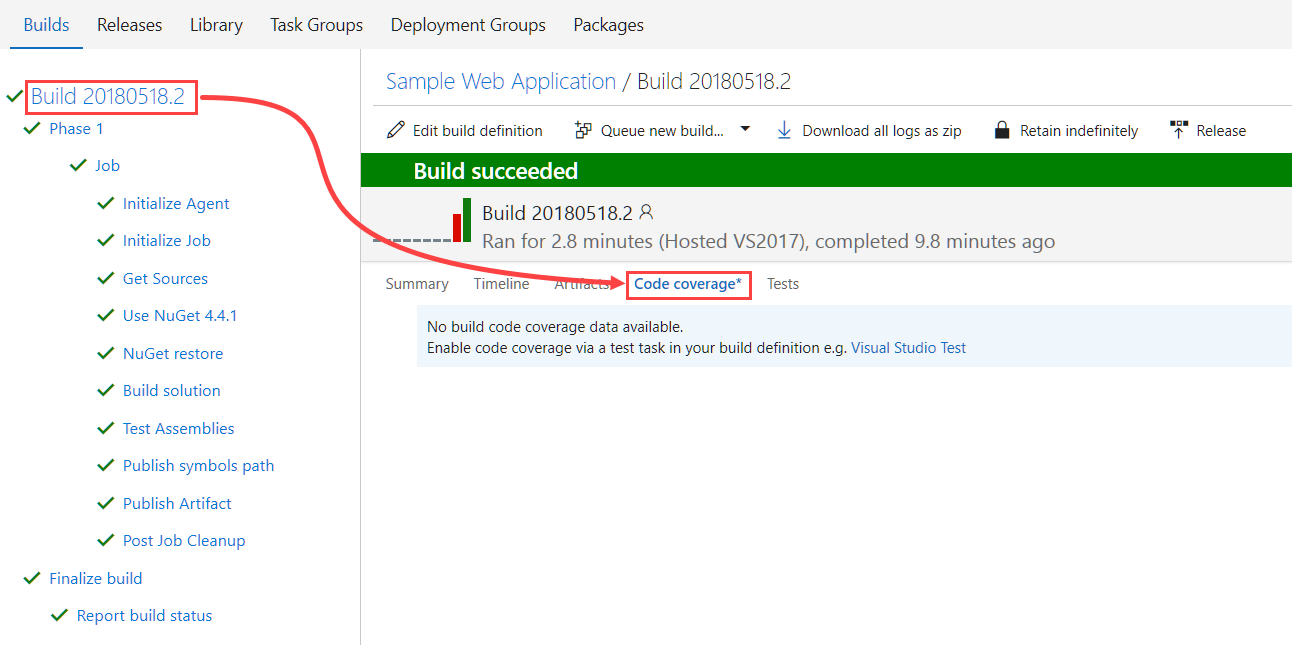 Builds Releases Library Task Groups Deployment Groups Packages
Build 20180518.2
Phase 1
Job
Initialize Agent
Initialize Job
Get Sources
Use NuGet 4.4.1
NuGet restore
Build solution
Test Assemblies
Publish symbols path
Publish Artifact
Post Job Cleanup
Finalize build
Report build status
Sample Web Application / Build 20180518.2
Edit build definition Queue new build... Download all logs as zip Retain indefinitely Release
Build succeeded
Build 20180518.2
Ran for 2.8 minutes (Hosted VS2017), completed 9.8 minutes ago
Summary Timeline Artifacts Code coverage* Tests
No build code coverage data available.
Enable code coverage via a test task in your build definition e.g. Visual Studio Test